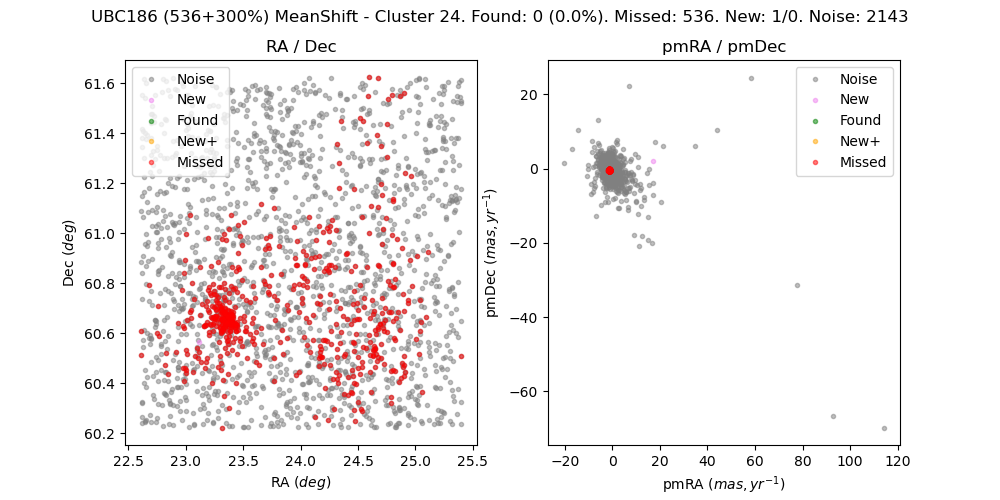 UBC186 (536+300%) MeanShift - Cluster 24. Found: 0 (0.0%). Missed: 536. New: 1/0. Noise: 2143
RA / Dec
pmRA / pmDec
Noise
New
Found
New+
Missed
Noise
New
Found
New+
Missed
61.6
61.4
61.2
61.0
60.8
60.6
60.4
60.2
Dec (deg)
22.5 23.0 23.5 24.0 24.5 25.0 25.5
RA (deg)
20
0
−20
−40
−60
pmDec (mas, yr⁻¹)
−20 0 20 40 60 80 100 120
pmRA (mas, yr⁻¹)